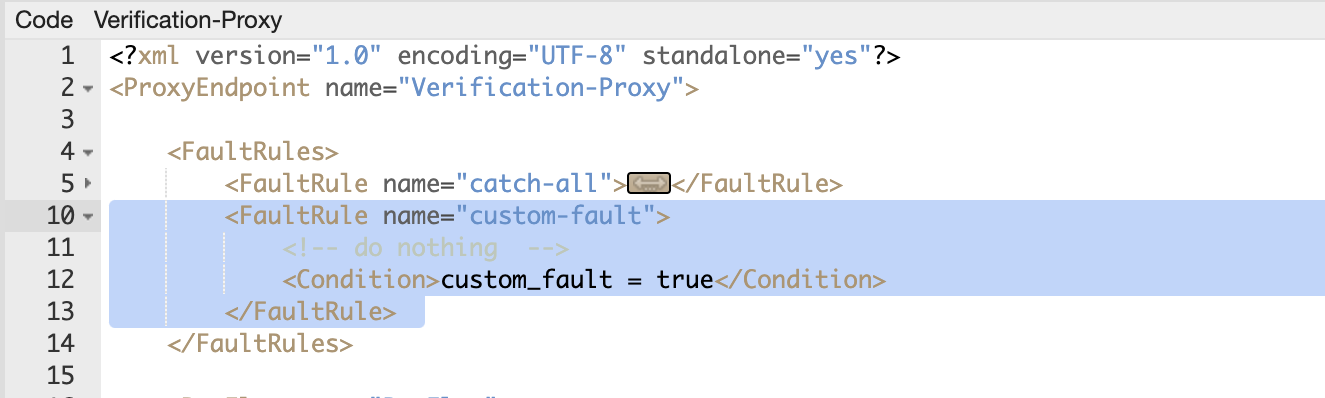 Code Verification-Proxy
1 <?xml version="1.0" encoding="UTF-8" standalone="yes"?>
2 <ProxyEndpoint name="Verification-Proxy">
3
4 <FaultRules>
5 <FaultRule name="catch-all"></FaultRule>
10 <FaultRule name="custom-fault">
11 <!-- do nothing  -->
12 <Condition>custom_fault = true</Condition>
13 </FaultRule>
14 </FaultRules>
15